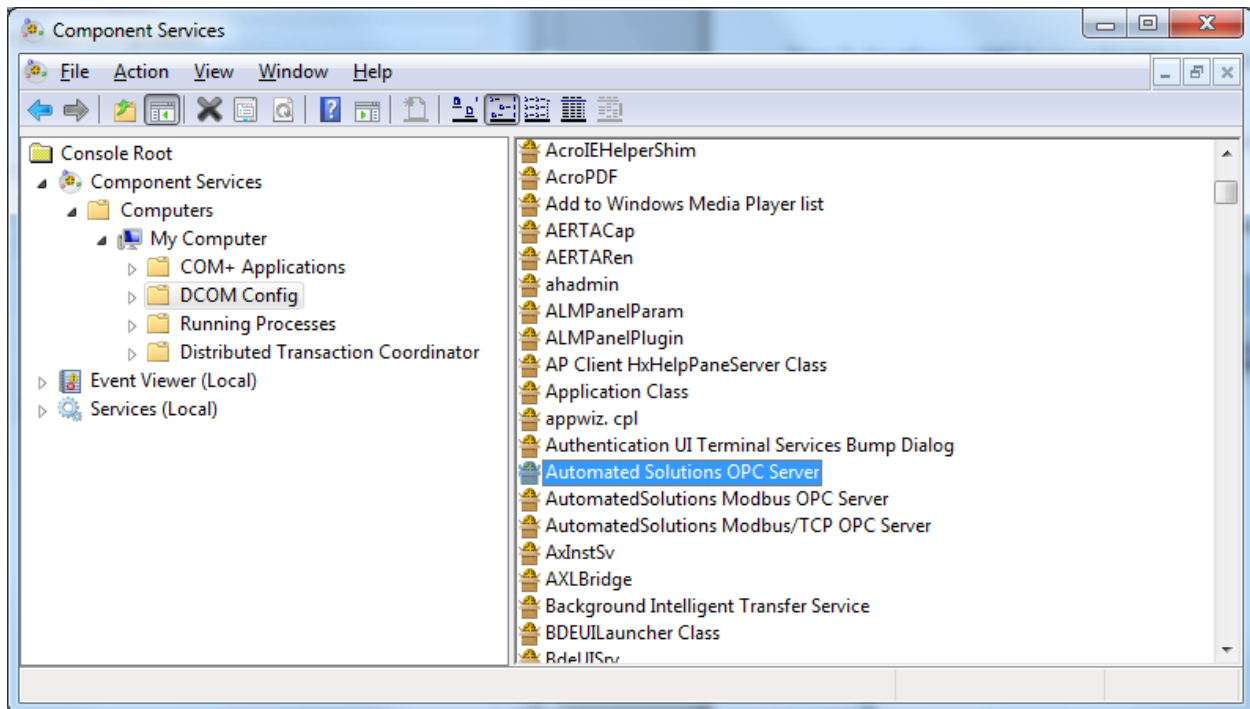 Component Services
File Action View Window Help
Console Root
Component Services
Computers
My Computer
COM+ Applications
DCOM Config
Running Processes
Distributed Transaction Coordinator
Event Viewer (Local)
Services (Local)
AcroIEHelperShim
AcroPDF
Add to Windows Media Player list
AERTACap
AERTARen
ahadmin
ALMPanelParam
ALMPanelPlugin
AP Client HxHelpPaneServer Class
Application Class
appwiz. cpl
Authentication UI Terminal Services Bump Dialog
Automated Solutions OPC Server
AutomatedSolutions Modbus OPC Server
AutomatedSolutions Modbus/TCP OPC Server
AxInstSv
AXLBridge
Background Intelligent Transfer Service
BDEUILauncher Class
BdeUISrv